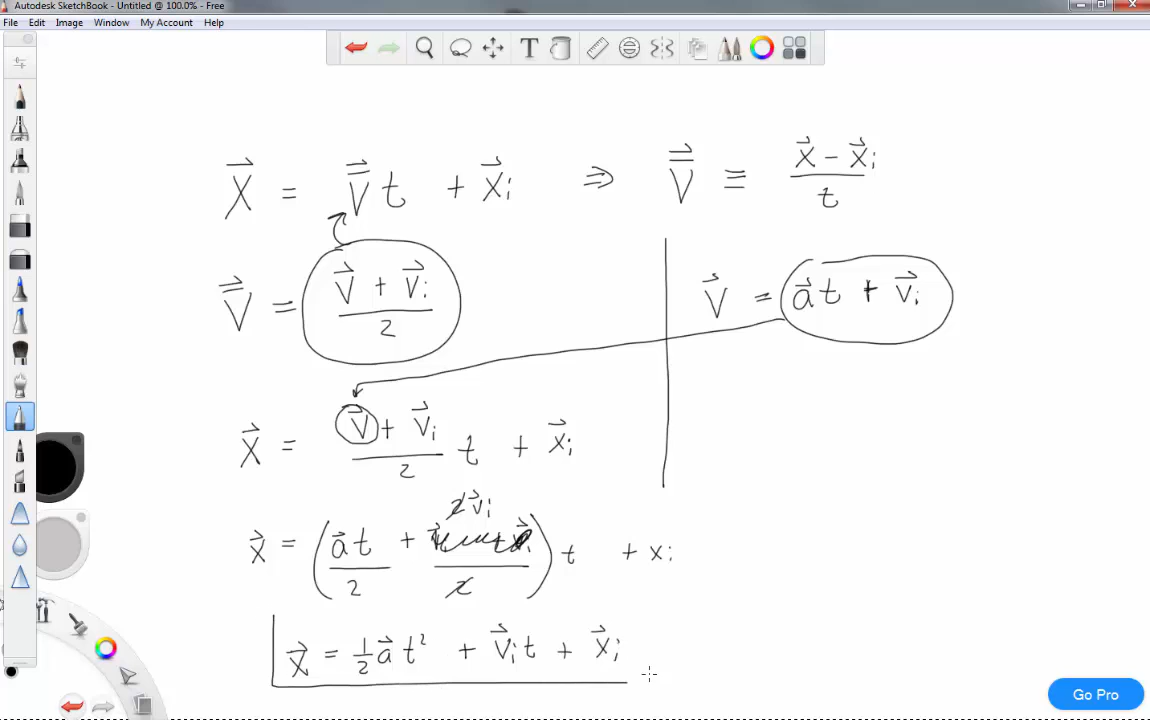 Autodesk SketchBook - Untitled @ 100.0% - Free
File Edit Image Window My Account Help
x⃗ = v̄⃗ t + x⃗ᵢ ⇒ v̄⃗ ≡ (x⃗ - x⃗ᵢ)/t
v̄⃗ = (v⃗ + v⃗ᵢ)/2
v⃗ = a⃗t + v⃗ᵢ
x⃗ = (v⃗ + v⃗ᵢ)/2 t + x⃗ᵢ
x⃗ = (a⃗t/2 + 2v⃗ᵢ/2) t + xᵢ
x⃗ = ½ a⃗ t² + v⃗ᵢt + x⃗ᵢ
Go Pro